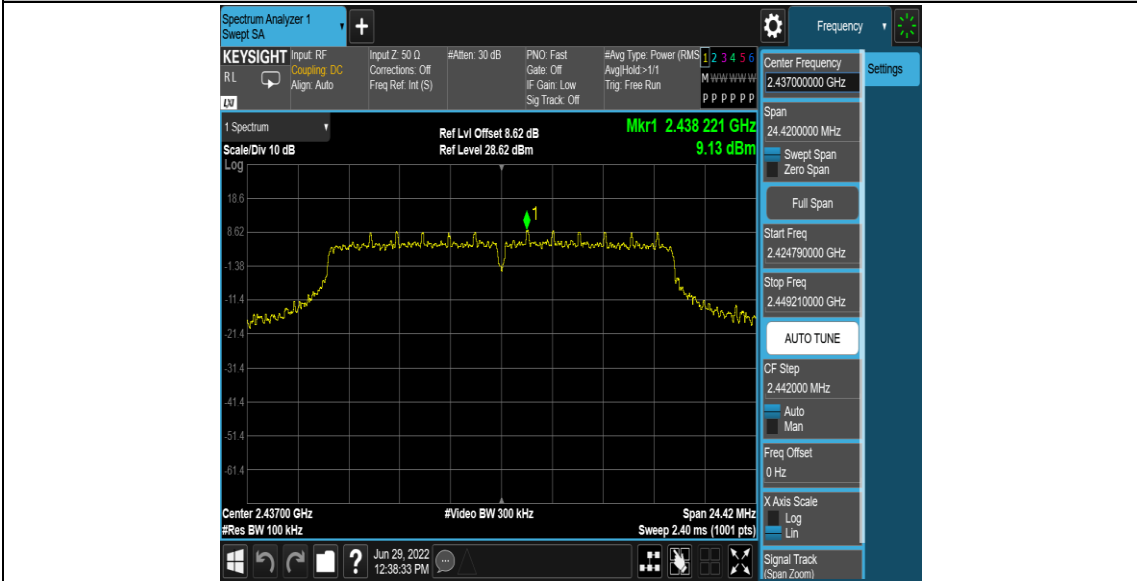 Spectrum Analyzer 1
Swept SA
+
Frequency
KEYSIGHT
RL
LXI
Input: RF
Coupling: DC
Align: Auto
Input Z: 50 Ω
Corrections: Off
Freq Ref: Int (S)
#Atten: 30 dB
PNO: Fast
Gate: Off
IF Gain: Low
Sig Track: Off
#Avg Type: Power (RMS
Avg|Hold:>1/1
Trig: Free Run
1 2 3 4 5 6
M W W W W W
P P P P P P
Center Frequency
2.437000000 GHz
Settings
Span
24.4200000 MHz
Swept Span
Zero Span
Full Span
Start Freq
2.424790000 GHz
Stop Freq
2.449210000 GHz
AUTO TUNE
CF Step
2.442000 MHz
Auto
Man
Freq Offset
0 Hz
X Axis Scale
Log
Lin
Signal Track
(Span Zoom)
1 Spectrum
Scale/Div 10 dB
Log
Ref Lvl Offset 8.62 dB
Ref Level 28.62 dBm
Mkr1 2.438 221 GHz
9.13 dBm
18.6
8.62
-1.38
-11.4
-21.4
-31.4
-41.4
-51.4
-61.4
1
Center 2.43700 GHz
#Res BW 100 kHz
#Video BW 300 kHz
Span 24.42 MHz
Sweep 2.40 ms (1001 pts)
?
Jun 29, 2022
12:38:33 PM